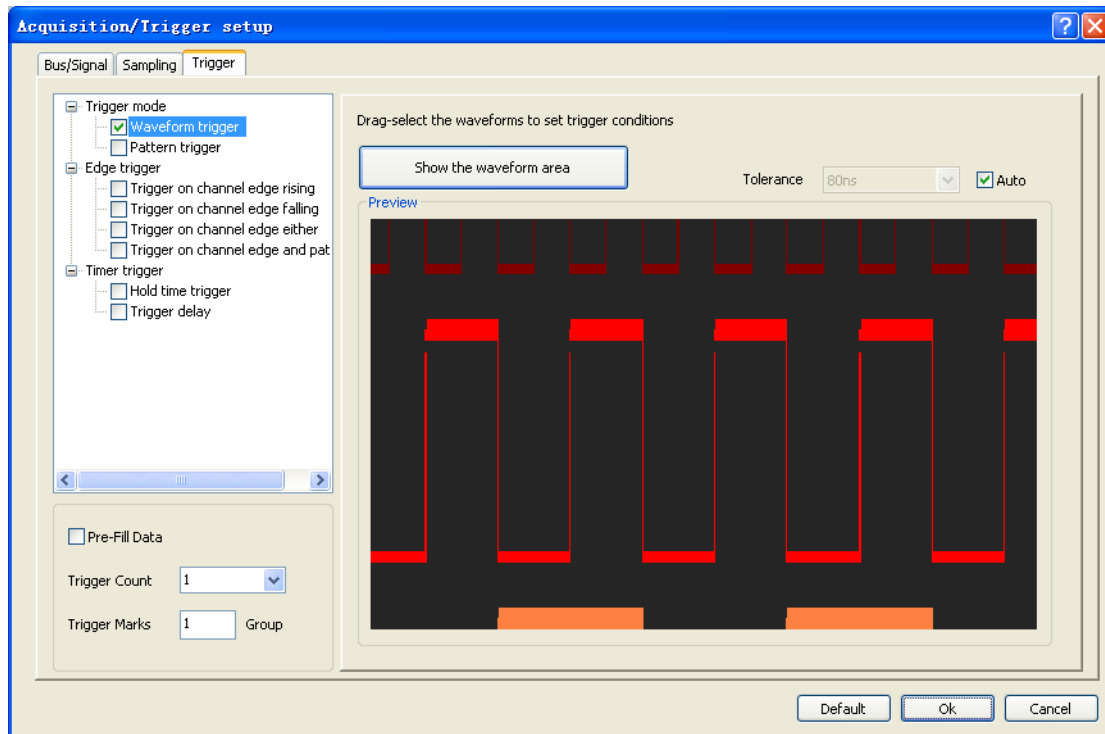 Acquisition/Trigger setup
Bus/Signal Sampling Trigger
Trigger mode
Waveform trigger
Pattern trigger
Edge trigger
Trigger on channel edge rising
Trigger on channel edge falling
Trigger on channel edge either
Trigger on channel edge and pat
Timer trigger
Hold time trigger
Trigger delay
Pre-Fill Data
Trigger Count 1
Trigger Marks 1 Group
Drag-select the waveforms to set trigger conditions
Show the waveform area
Tolerance 80ns Auto
Preview
Default Ok Cancel